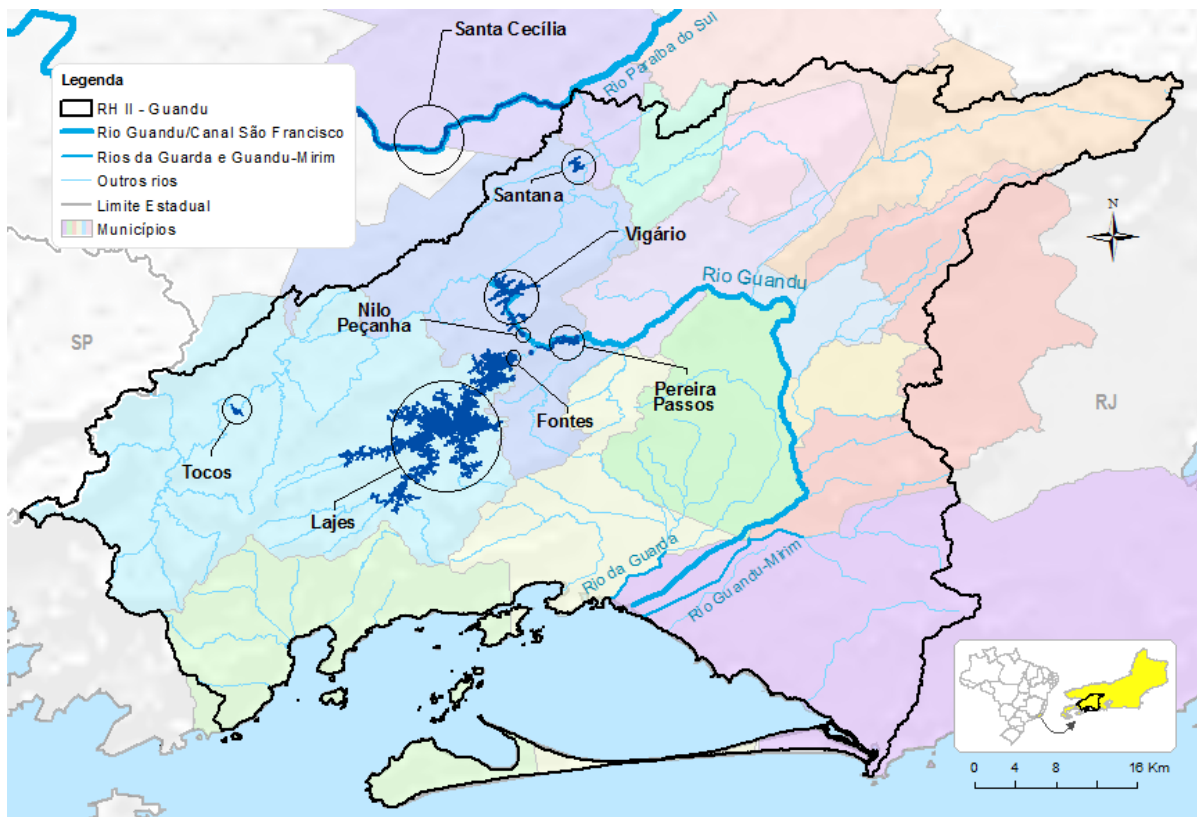 Santa Cecília
Rio Paraíba do Sul
Legenda
RH II - Guandu
Rio Guandu/Canal São Francisco
Rios da Guarda e Guandu-Mirim
Outros rios
Limite Estadual
Municípios
Santana
N
Vigário
Rio Guandu
Nilo
Peçanha
SP
Pereira
Passos
RJ
Fontes
Tocos
Lajes
Rio da Guarda
Rio Guandu-Mirim
0 4 8 16 Km